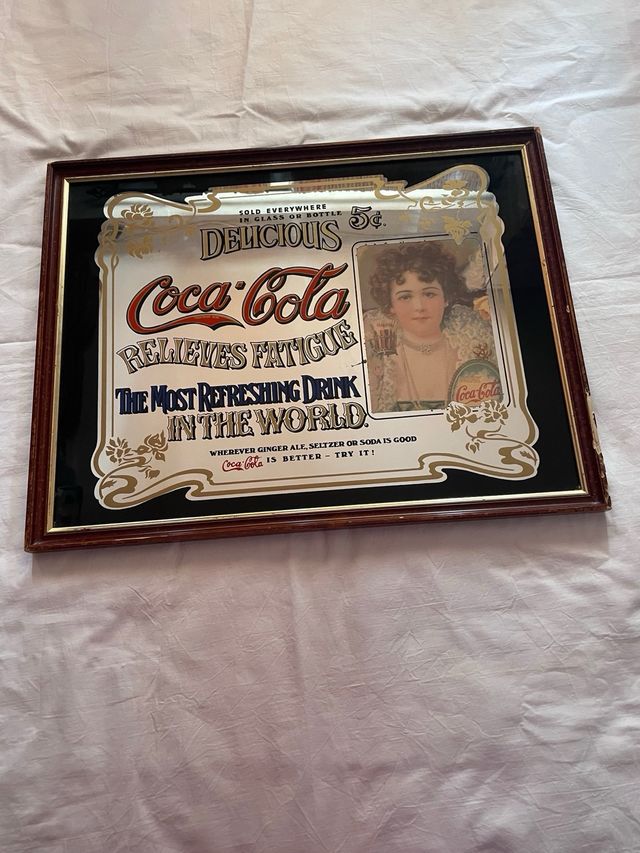 SOLD EVERYWHERE
IN GLASS OR BOTTLE 5¢.
DELICIOUS
Coca-Cola
RELIEVES FATIGUE
THE MOST REFRESHING DRINK
IN THE WORLD.
WHEREVER GINGER ALE, SELTZER OR SODA IS GOOD
Coca-Cola IS BETTER - TRY IT!
Coca-Cola